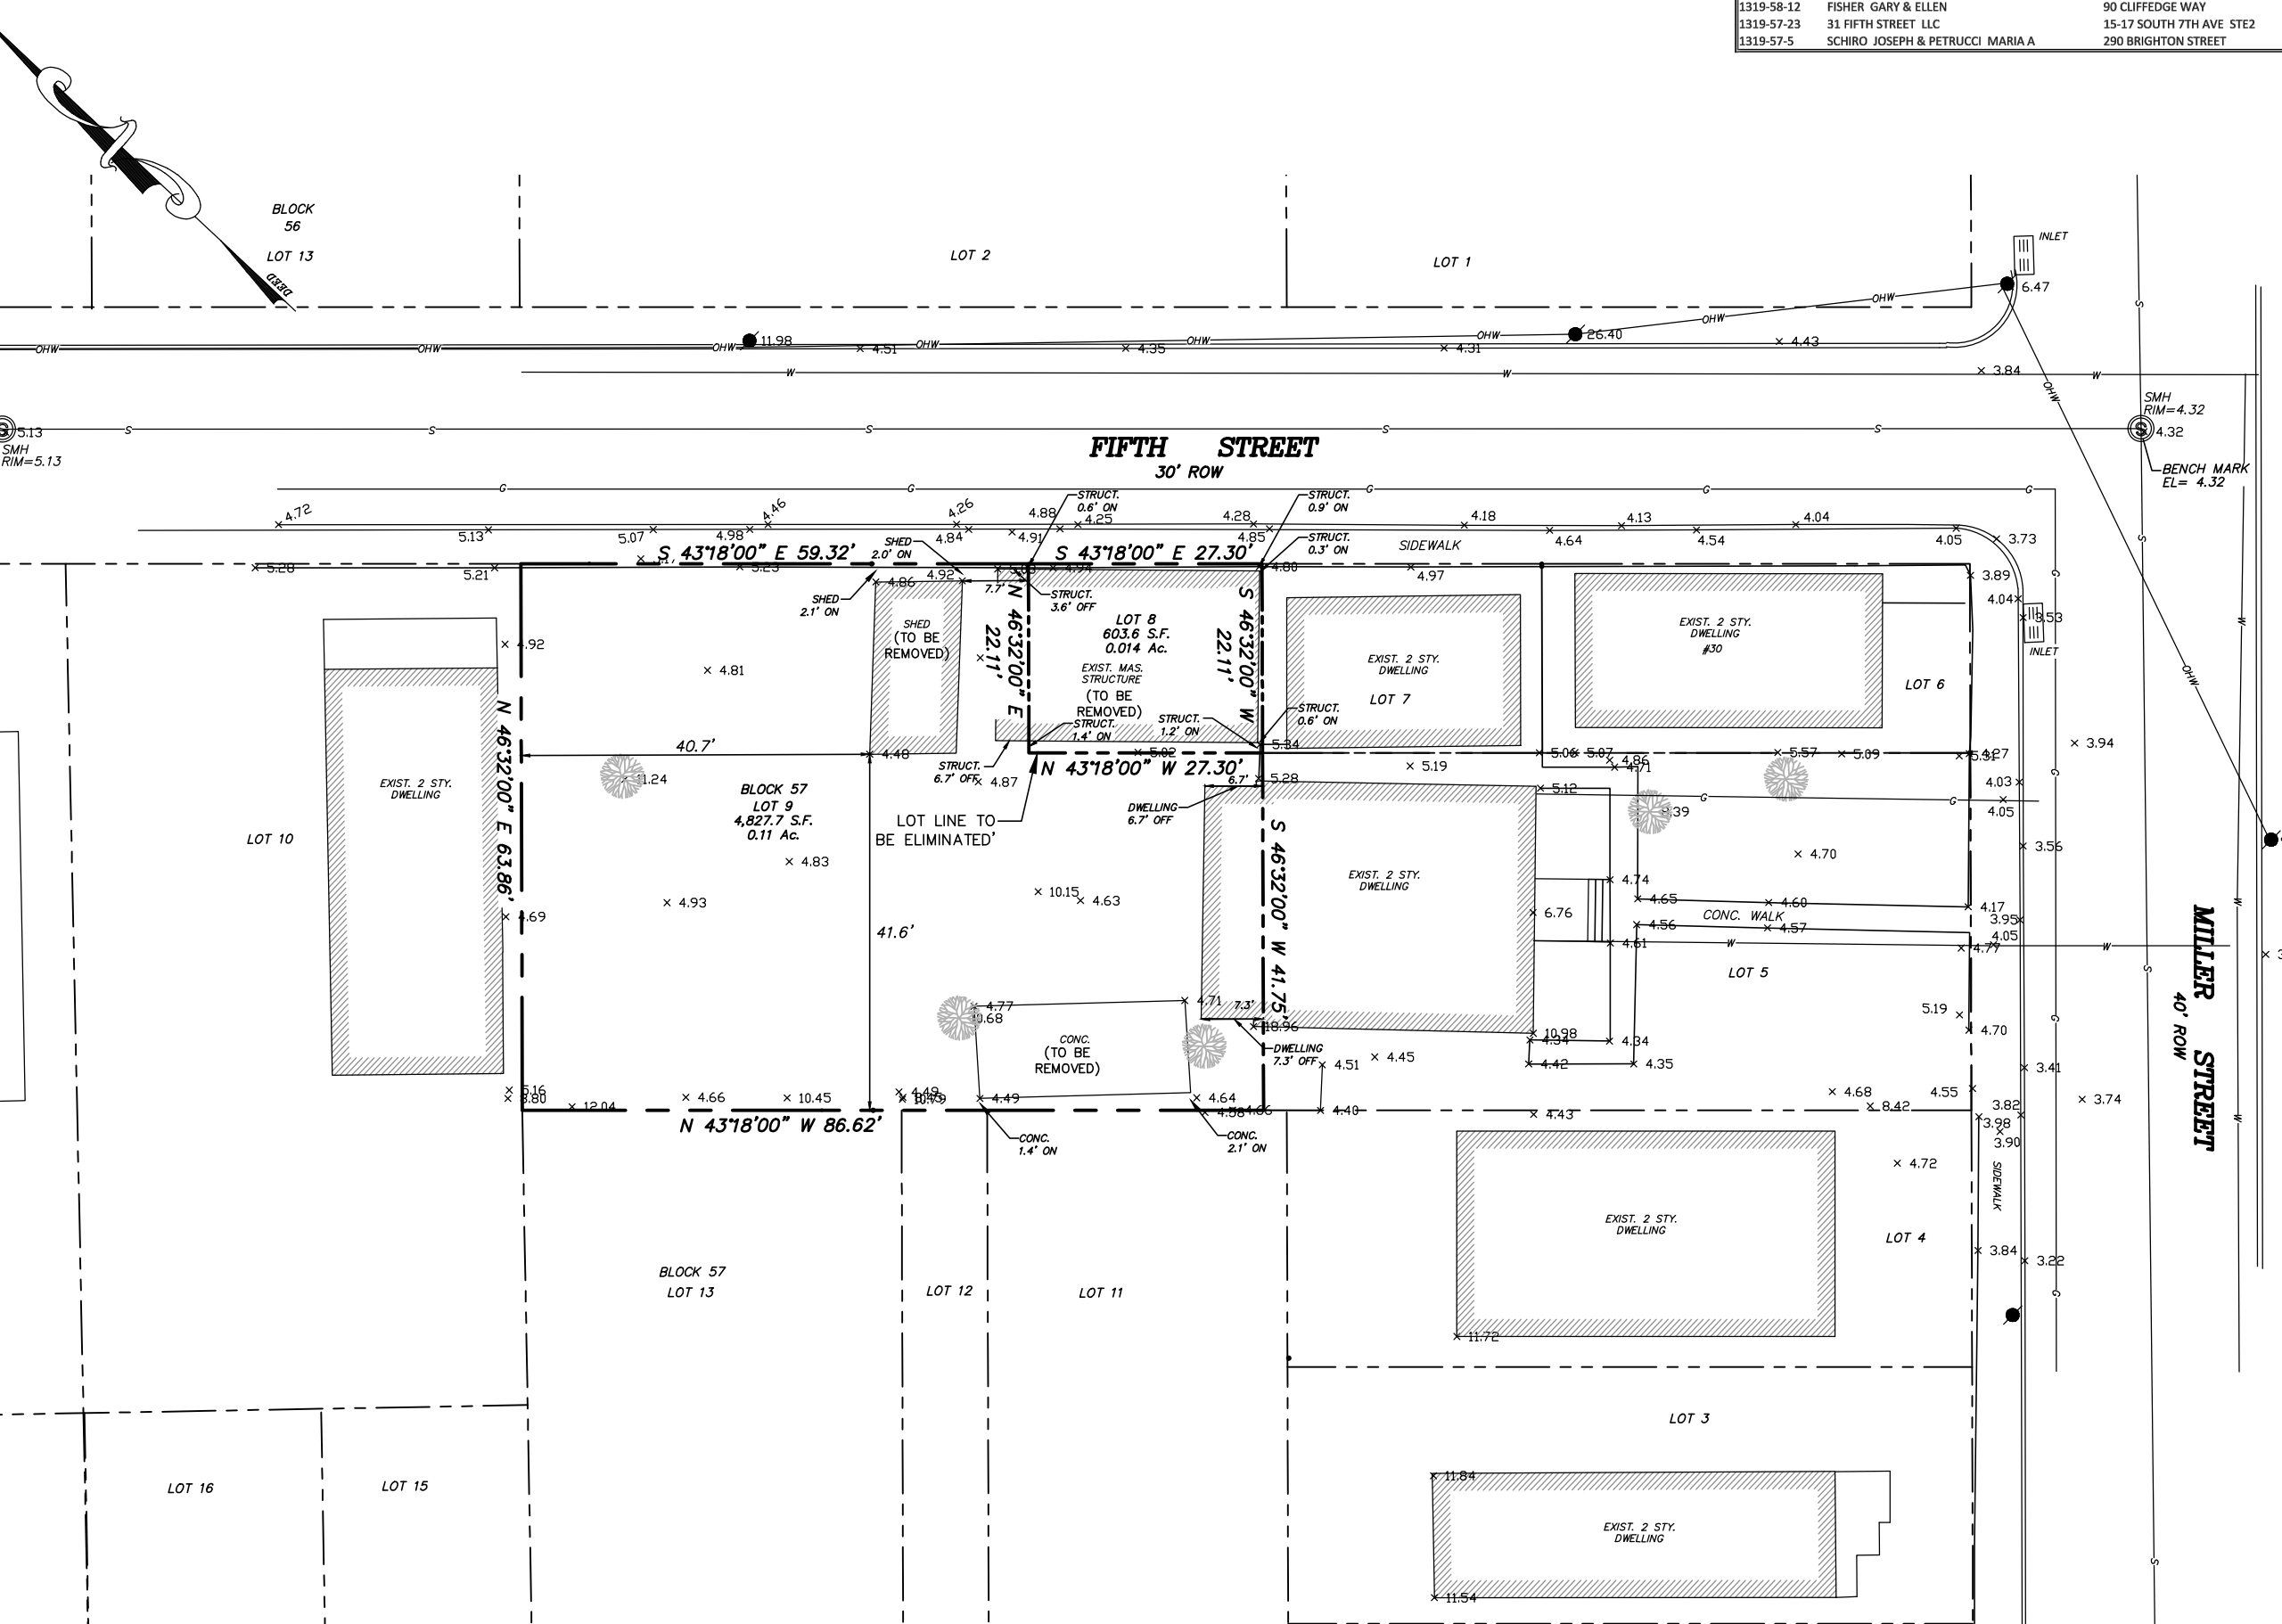 1319-58-12 FISHER GARY & ELLEN 90 CLIFFEDGE WAY
1319-57-23 31 FIFTH STREET LLC 15-17 SOUTH 7TH AVE STE2
1319-57-5 SCHIRO JOSEPH & PETRUCCI MARIA A 290 BRIGHTON STREET
DEED
BLOCK
56
LOT 13
LOT 2
LOT 1
INLET
6.47
OHW
OHW
OHW
OHW
OHW
OHW
OHW
OHW
OHW
11.98
4.51
4.35
4.31
26.40
4.43
3.84
W
W
W
S
5.13
SMH
RIM=5.13
S
S
S
S
S
SMH
RIM=4.32
S
4.32
BENCH MARK
EL= 4.32
FIFTH STREET
30' ROW
G
G
G
G
G
STRUCT.
0.6' ON
STRUCT.
0.9' ON
4.72
4.46
4.26
4.88
4.25
4.28
4.18
4.13
4.04
5.13
5.07
4.98
4.84
4.91
4.85
4.64
4.54
4.05
3.73
SHED
2.0' ON
STRUCT.
0.3' ON
SIDEWALK
S 43°18'00" E 59.32'
S 43°18'00" E 27.30'
5.28
5.21
5.23
4.92
4.94
4.80
4.97
3.89
4.86
7.7'
SHED
2.1' ON
STRUCT.
3.6' OFF
4.04
3.53
INLET
SHED
(TO BE
REMOVED)
N 46°32'00" E
22.11'
LOT 8
603.6 S.F.
0.014 Ac.
EXIST. MAS.
STRUCTURE
(TO BE
REMOVED)
S 46°32'00" W
22.11'
EXIST. 2 STY.
DWELLING
LOT 7
EXIST. 2 STY.
DWELLING
#30
LOT 6
4.92
4.81
STRUCT.
1.4' ON
STRUCT.
1.2' ON
STRUCT.
0.6' ON
40.7'
4.48
5.02
5.34
5.06
5.07
5.57
5.09
5.31
4.27
3.94
4.86
4.71
STRUCT.
6.7' OFF
N 43°18'00" W 27.30'
5.19
4.87
5.28
6.7'
5.12
4.03
4.05
11.24
EXIST. 2 STY.
DWELLING
N 46°32'00" E 63.86'
BLOCK 57
LOT 9
4,827.7 S.F.
0.11 Ac.
DWELLING
6.7' OFF
LOT LINE TO
BE ELIMINATED'
G
G
LOT 10
4.83
4.70
3.56
EXIST. 2 STY.
DWELLING
S 46°32'00" W 41.75'
4.93
10.15
4.63
4.74
4.65
4.60
4.17
4.69
41.6'
6.76
CONC. WALK
4.56
4.57
3.95
4.05
4.61
W
4.77
W
LOT 5
4.77
4.71
7.3'
18.96
10.98
5.19
4.70
CONC.
(TO BE
REMOVED)
DWELLING
7.3' OFF
4.34
4.34
4.42
4.35
4.51
4.45
3.41
5.16
12.04
4.66
10.45
4.49
4.49
4.64
4.58
4.40
4.43
4.68
8.42
4.55
3.82
3.98
3.90
3.74
N 43°18'00" W 86.62'
CONC.
1.4' ON
CONC.
2.1' ON
4.72
SIDEWALK
MILLER STREET
40' ROW
EXIST. 2 STY.
DWELLING
LOT 4
3.84
3.22
BLOCK 57
LOT 13
LOT 12
LOT 11
11.72
LOT 3
LOT 16
LOT 15
11.84
EXIST. 2 STY.
DWELLING
11.54
S
S
S
S
S
G
G
G
G
W
W
W
OHW
OHW